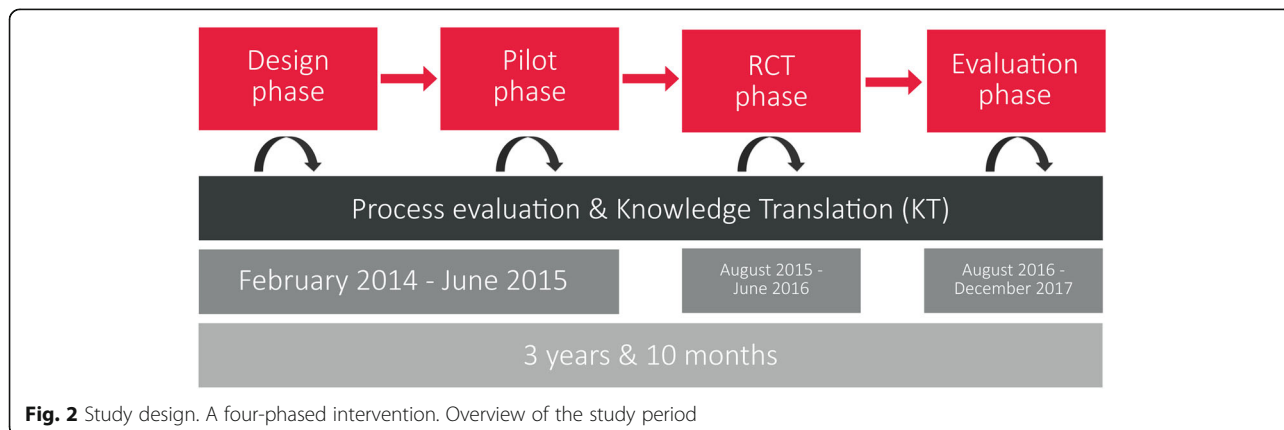 Design
phase
Pilot
phase
RCT
phase
Evaluation
phase
Process evaluation & Knowledge Translation (KT)
February 2014 - June 2015
August 2015 -
June 2016
August 2016 -
December 2017
3 years & 10 months
Fig. 2 Study design. A four-phased intervention. Overview of the study period